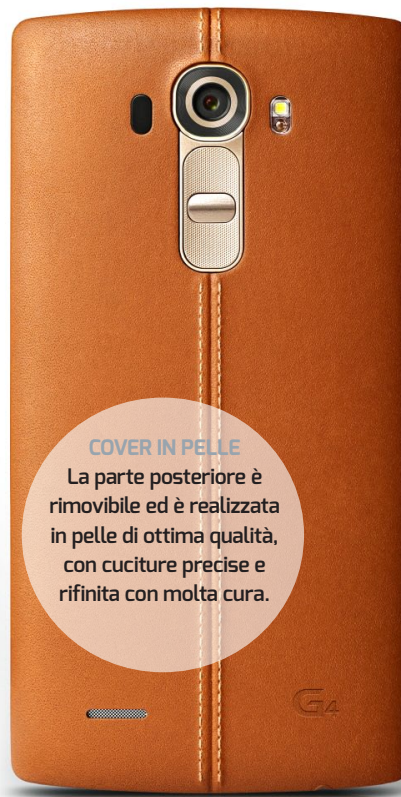 COVER IN PELLE
La parte posteriore è
rimovibile ed è realizzata
in pelle di ottima qualità,
con cuciture precise e
rifinita con molta cura.
G4